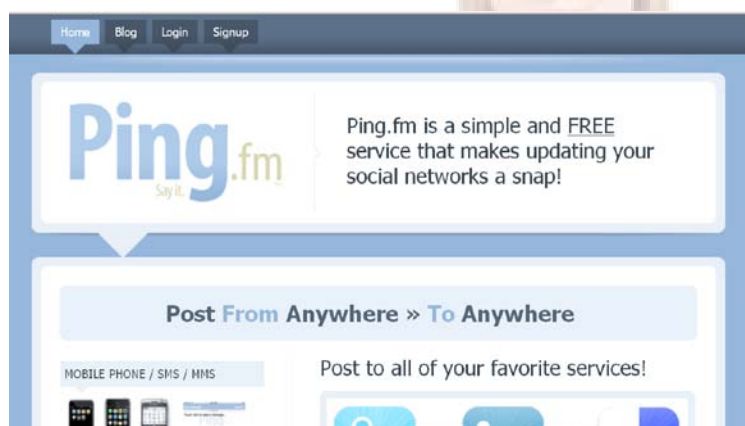 Home Blog Login Signup
Ping.fm
Say it.
Ping.fm is a simple and FREE
service that makes updating your
social networks a snap!
Post From Anywhere » To Anywhere
MOBILE PHONE / SMS / MMS
Post to all of your favorite services!